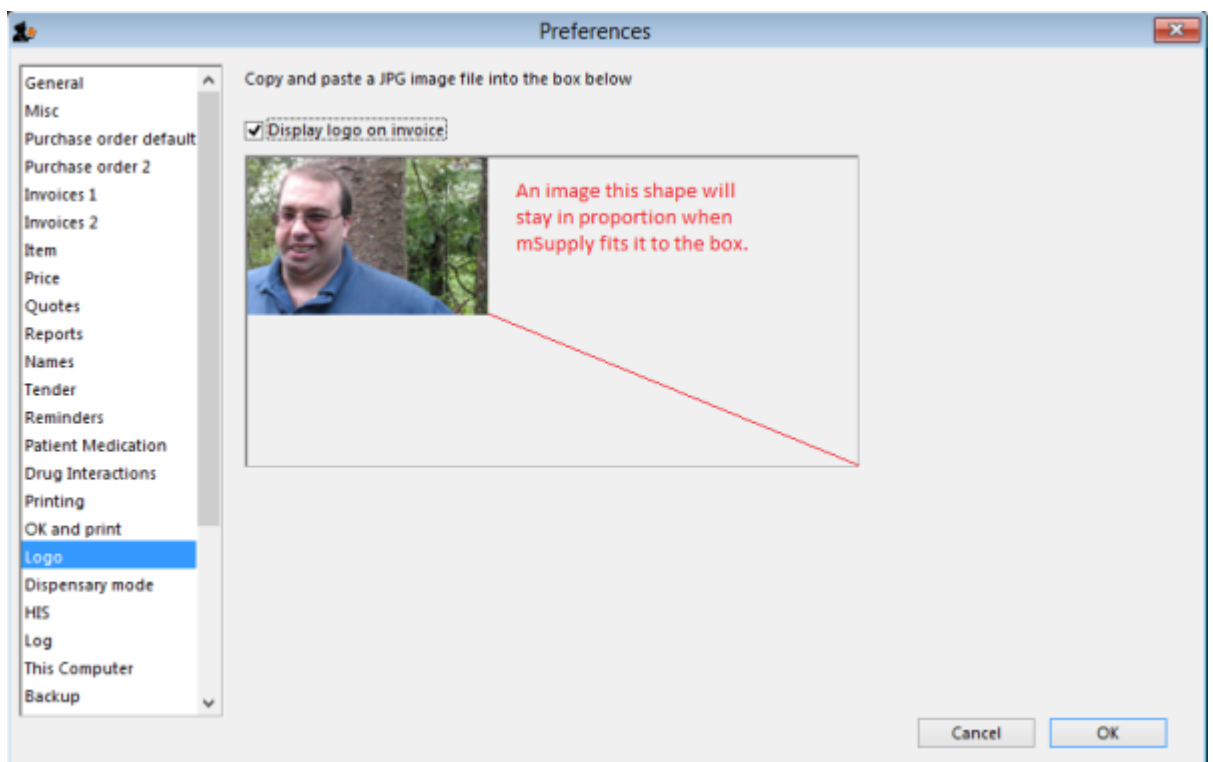 Preferences
General
Misc
Purchase order default
Purchase order 2
Invoices 1
Invoices 2
Item
Price
Quotes
Reports
Names
Tender
Reminders
Patient Medication
Drug Interactions
Printing
OK and print
Logo
Dispensary mode
HIS
Log
This Computer
Backup
Copy and paste a JPG image file into the box below
Display logo on invoice
An image this shape will
stay in proportion when
mSupply fits it to the box.
Cancel
OK